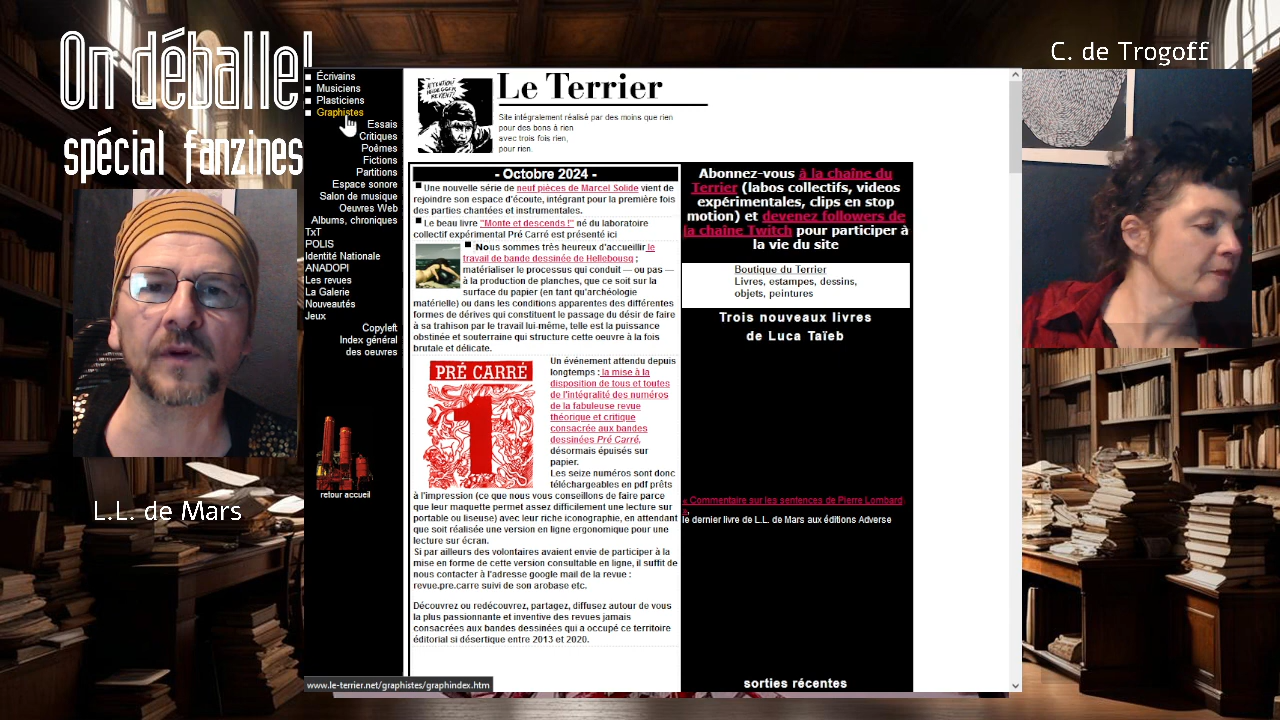 On déballe!
spécial fanzines
L.L. de Mars
C. de Trogoff
Écrivains
Musiciens
Plasticiens
Graphistes
Essais
Critiques
Poèmes
Fictions
Partitions
Espace sonore
Salon de musique
Oeuvres Web
Albums, chroniques
TxT
POLIS
Identité Nationale
ANADOPI
Les revues
La Galerie
Nouveautés
Jeux
Copyleft
Index général
des oeuvres
retour accueil
Le Terrier
Site intégralement réalisé par des moins que rien
pour des bons à rien
avec trois fois rien,
pour rien.
- Octobre 2024 -
Une nouvelle série de neuf pièces de Marcel Solide vient de
rejoindre son espace d'écoute, intégrant pour la première fois
des parties chantées et instrumentales.
Le beau livre "Monte et descends !" né du laboratoire
collectif expérimental Pré Carré est présenté ici
Nous sommes très heureux d'accueillir le
travail de bande dessinée de Hellebousq ;
matérialiser le processus qui conduit — ou pas —
à la production de planches, que ce soit sur la
surface du papier (en tant qu'archéologie
matérielle) ou dans les conditions apparentes des différentes
formes de dérives qui constituent le passage du désir de faire
à sa trahison par le travail lui-même, telle est la puissance
obstinée et souterraine qui structure cette oeuvre à la fois
brutale et délicate.
PRÉ CARRÉ
1
Un événement attendu depuis
longtemps : la mise à la
disposition de tous et toutes
de l'intégralité des numéros
de la fabuleuse revue
théorique et critique
consacrée aux bandes
dessinées Pré Carré,
désormais épuisés sur
papier.
Les seize numéros sont donc
téléchargeables en pdf prêts
à l'impression (ce que nous vous conseillons de faire parce
que leur maquette permet assez difficilement une lecture sur
portable ou liseuse) avec leur riche iconographie, en attendant
que soit réalisée une version en ligne ergonomique pour une
lecture sur écran.
Si par ailleurs des volontaires avaient envie de participer à la
mise en forme de cette version consultable en ligne, il suffit de
nous contacter à l'adresse google mail de la revue :
revue.pre.carre suivi de son arobase etc.
Découvrez ou redécouvrez, partagez, diffusez autour de vous
la plus passionnante et inventive des revues jamais
consacrées aux bandes dessinées qui a occupé ce territoire
éditorial si désertique entre 2013 et 2020.
Abonnez-vous à la chaîne du
Terrier (labos collectifs, videos
expérimentales, clips en stop
motion) et devenez followers de
la chaîne Twitch pour participer à
la vie du site
Boutique du Terrier
Livres, estampes, dessins,
objets, peintures
Trois nouveaux livres
de Luca Taïeb
« Commentaire sur les sentences de Pierre Lombard
»,
le dernier livre de L.L. de Mars aux éditions Adverse
sorties récentes
www.le-terrier.net/graphistes/graphindex.htm